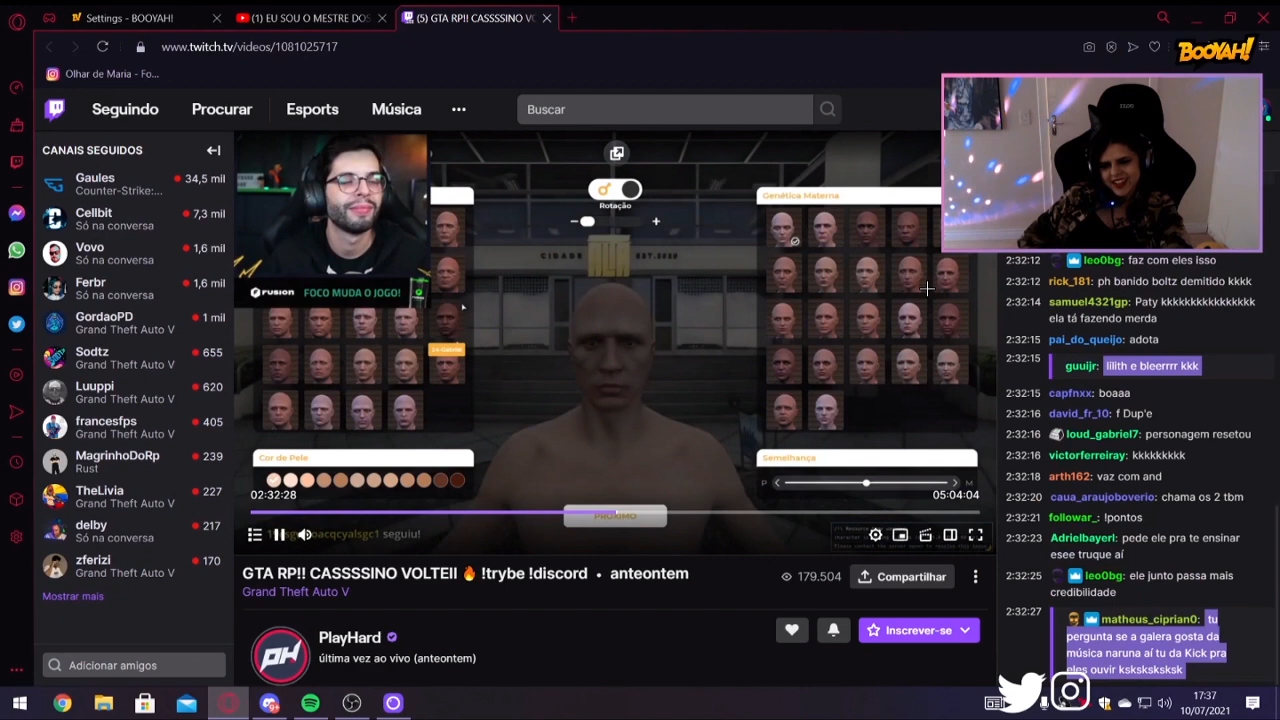 Settings - BOOYAH!
(1) EU SOU O MESTRE DOS
(5) GTA RP!! CASSSSINO VO
www.twitch.tv/videos/1081025717
BOOYAH!
Olhar de Maria - Fo...
Seguindo
Procurar
Esports
Música
Buscar
CANAIS SEGUIDOS
Gaules
34,5 mil
Counter-Strike:...
Cellbit
7,3 mil
Só na conversa
Vovo
1,6 mil
Só na conversa
Ferbr
1,6 mil
Só na conversa
GordaoPD
1 mil
Grand Theft Auto V
Sodtz
655
Grand Theft Auto V
Luuppi
620
Grand Theft Auto V
francesfps
405
Grand Theft Auto V
MagrinhoDoRp
239
Rust
TheLivia
227
Grand Theft Auto V
delby
217
Grand Theft Auto V
zferizi
170
Grand Theft Auto V
Mostrar mais
Adicionar amigos
Rotação
Genética Materna
CIDADE
EST.2020
FUSION
FOCO MUDA O JOGO!
Cor de Pele
Semelhança
P
M
02:32:28
05:04:04
PRÓXIMO
seguiu!
GTA RP!! CASSSSINO VOLTEII 🔥 !trybe !discord • anteontem
Grand Theft Auto V
179.504
Compartilhar
PlayHard
última vez ao vivo (anteontem)
Inscrever-se
2:32:12 leo0bg: faz com eles isso
2:32:12 rick_181: ph banido boltz demitido kkkk
2:32:14 samuel4321gp: Paty kkkkkkkkkkkkkkkk
ela tá fazendo merda
2:32:15 pai_do_queijo: adota
2:32:15
guuijr: lilith e bleerrrr kkk
2:32:15 capfnxx: boaaa
2:32:16 david_fr_10: f Dup'e
2:32:16 loud_gabriel7: personagem resetou
2:32:16 victorferreiray: kkkkkkkkk
2:32:18 arth162: vaz com and
2:32:20 caua_araujoboverio: chama os 2 tbm
2:32:21 followar_: !pontos
2:32:23 Adrielbayerl: pede ele pra te ensinar
esee truque aí
2:32:25 leo0bg: ele junto passa mais
credibilidade
2:32:27
matheus_ciprian0: tu
pergunta se a galera gosta da
música naruna aí tu da Kick pra
eles ouvir ksksksksksk
17:37
10/07/2021